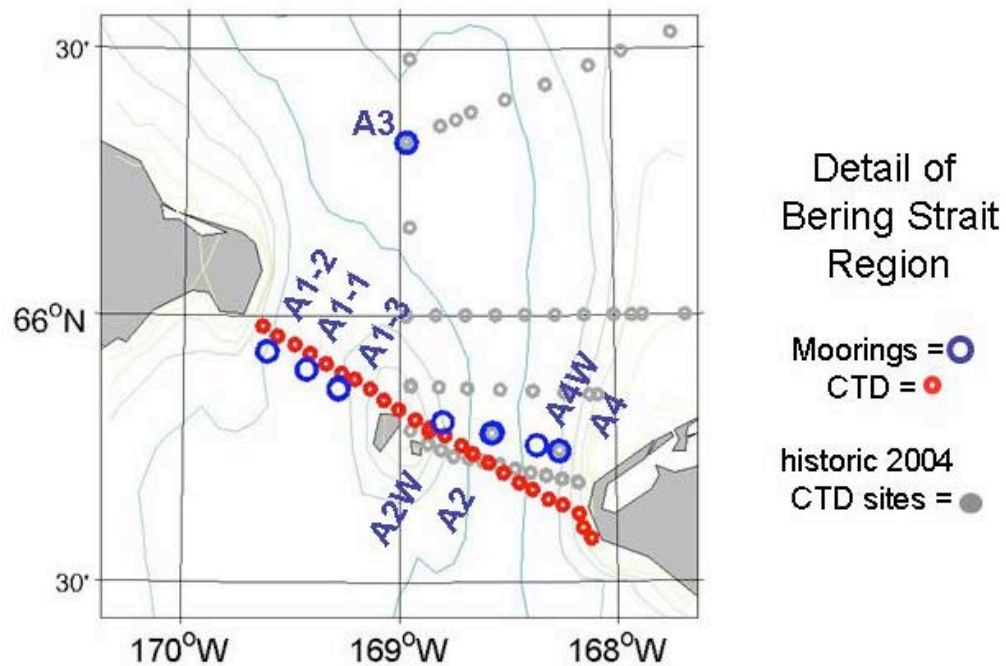 30'
A3
A1-2
A1-1
A1-3
66°N
A4W
A4
A2W
A2
30'
170°W
169°W
168°W
Detail of
Bering Strait
Region
Moorings =
CTD =
historic 2004
CTD sites =